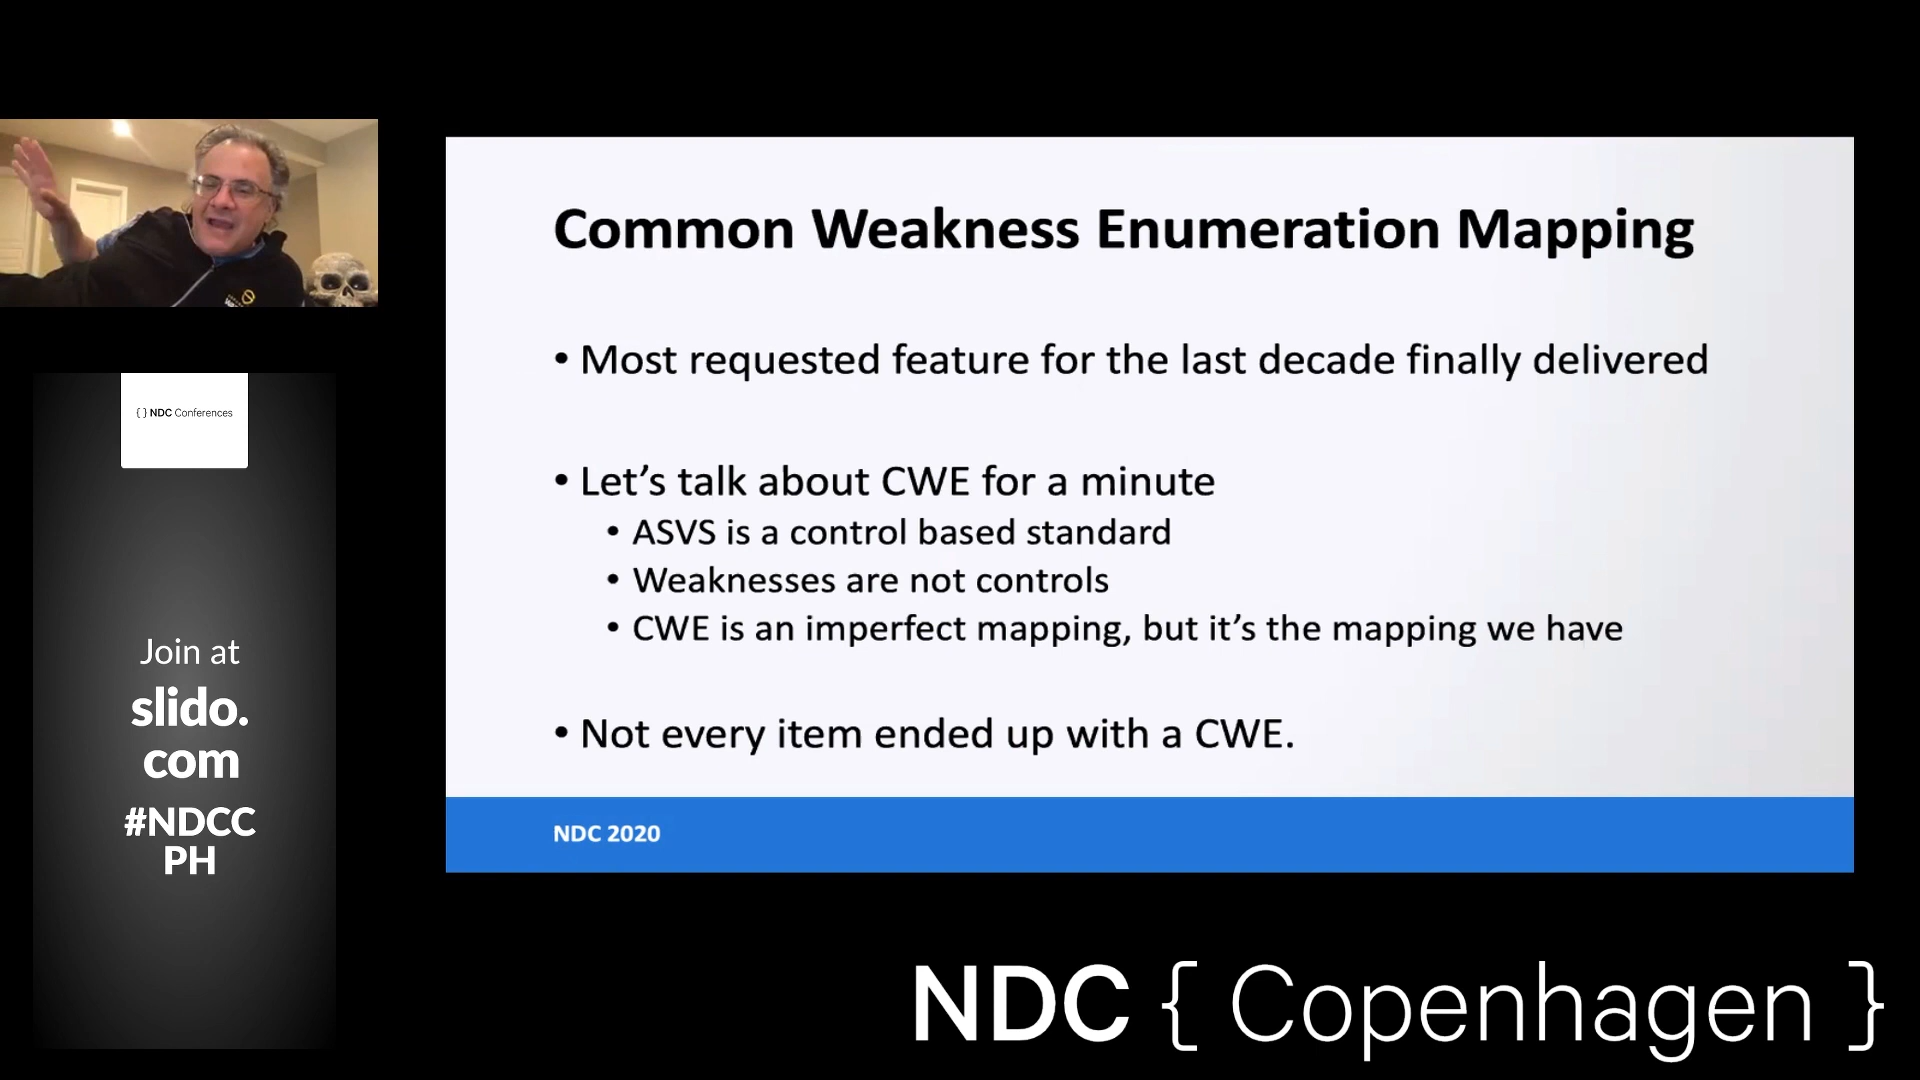 Common Weakness Enumeration Mapping
• Most requested feature for the last decade finally delivered
• Let’s talk about CWE for a minute
• ASVS is a control based standard
• Weaknesses are not controls
• CWE is an imperfect mapping, but it’s the mapping we have
• Not every item ended up with a CWE.
NDC 2020
{ } NDC Conferences
Join at
slido.
com
#NDCC
PH
NDC { Copenhagen }